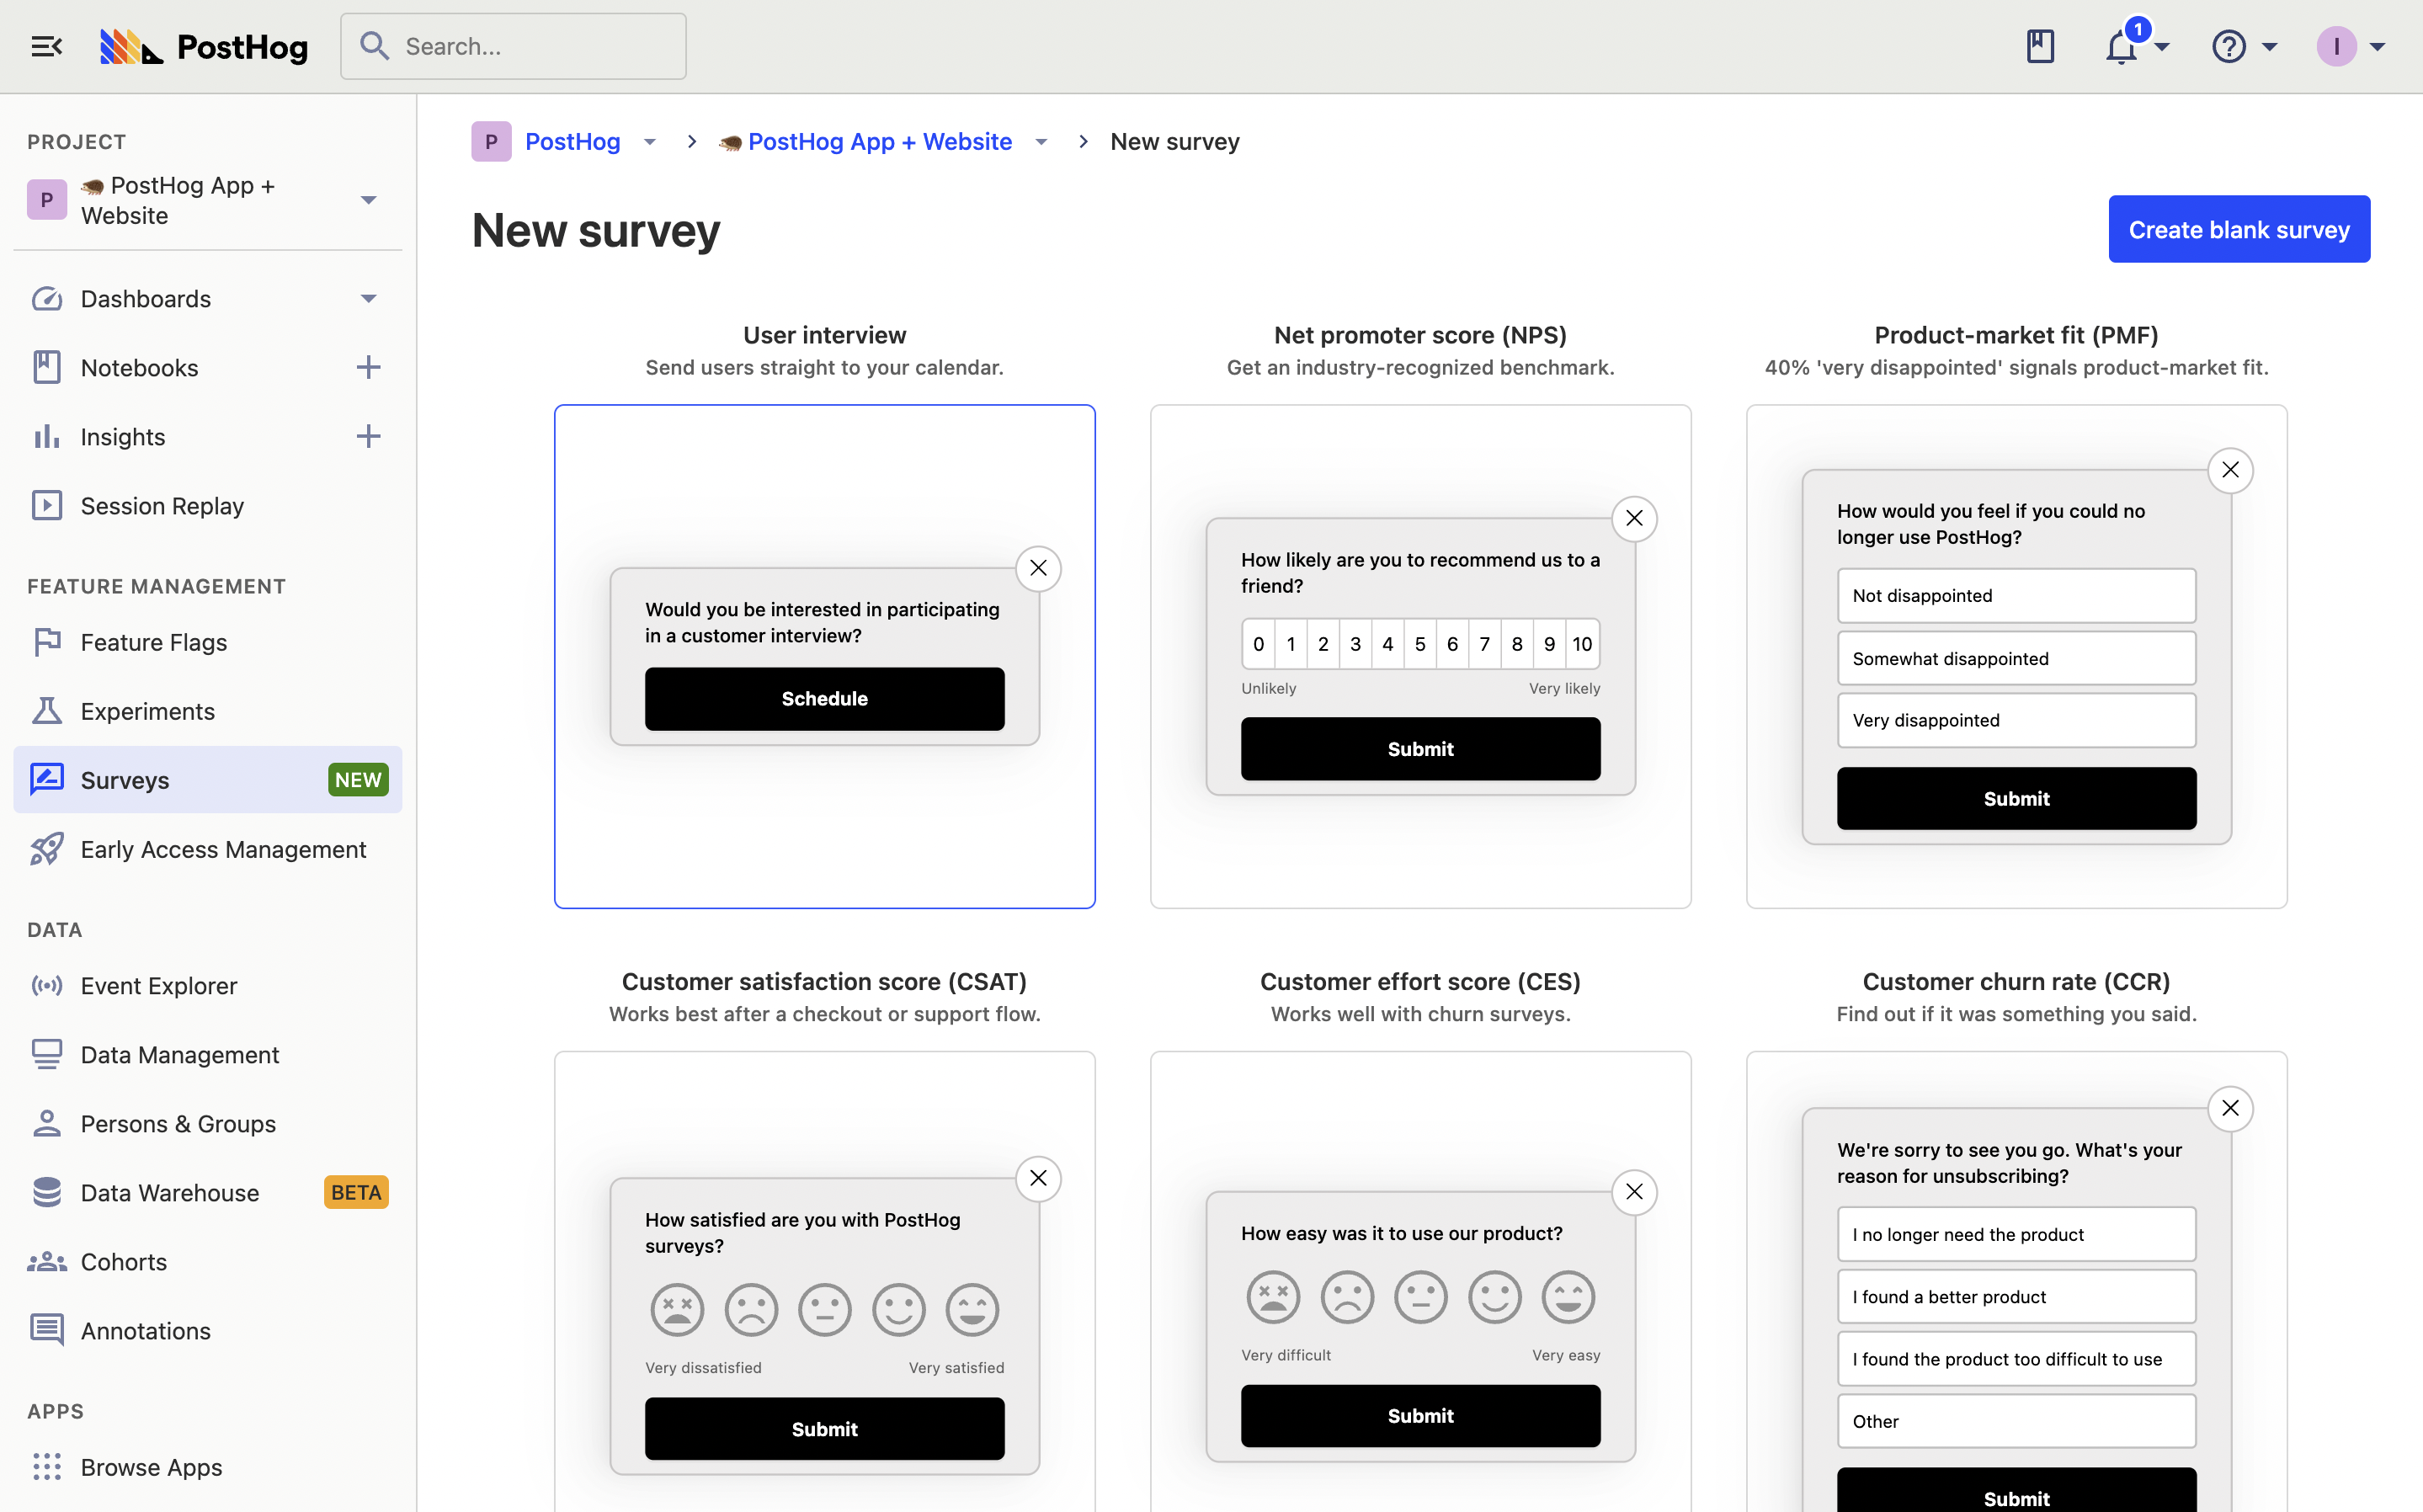 PostHog
Search...
1
I
PROJECT
P
PostHog App +
Website
Dashboards
Notebooks
Insights
Session Replay
FEATURE MANAGEMENT
Feature Flags
Experiments
Surveys
NEW
Early Access Management
DATA
Event Explorer
Data Management
Persons & Groups
Data Warehouse
BETA
Cohorts
Annotations
APPS
Browse Apps
P PostHog > PostHog App + Website > New survey
New survey
Create blank survey
User interview
Send users straight to your calendar.
Would you be interested in participating
in a customer interview?
Schedule
Net promoter score (NPS)
Get an industry-recognized benchmark.
How likely are you to recommend us to a
friend?
0 1 2 3 4 5 6 7 8 9 10
Unlikely Very likely
Submit
Product-market fit (PMF)
40% 'very disappointed' signals product-market fit.
How would you feel if you could no
longer use PostHog?
Not disappointed
Somewhat disappointed
Very disappointed
Submit
Customer satisfaction score (CSAT)
Works best after a checkout or support flow.
How satisfied are you with PostHog
surveys?
Very dissatisfied Very satisfied
Submit
Customer effort score (CES)
Works well with churn surveys.
How easy was it to use our product?
Very difficult Very easy
Submit
Customer churn rate (CCR)
Find out if it was something you said.
We're sorry to see you go. What's your
reason for unsubscribing?
I no longer need the product
I found a better product
I found the product too difficult to use
Other
Submit